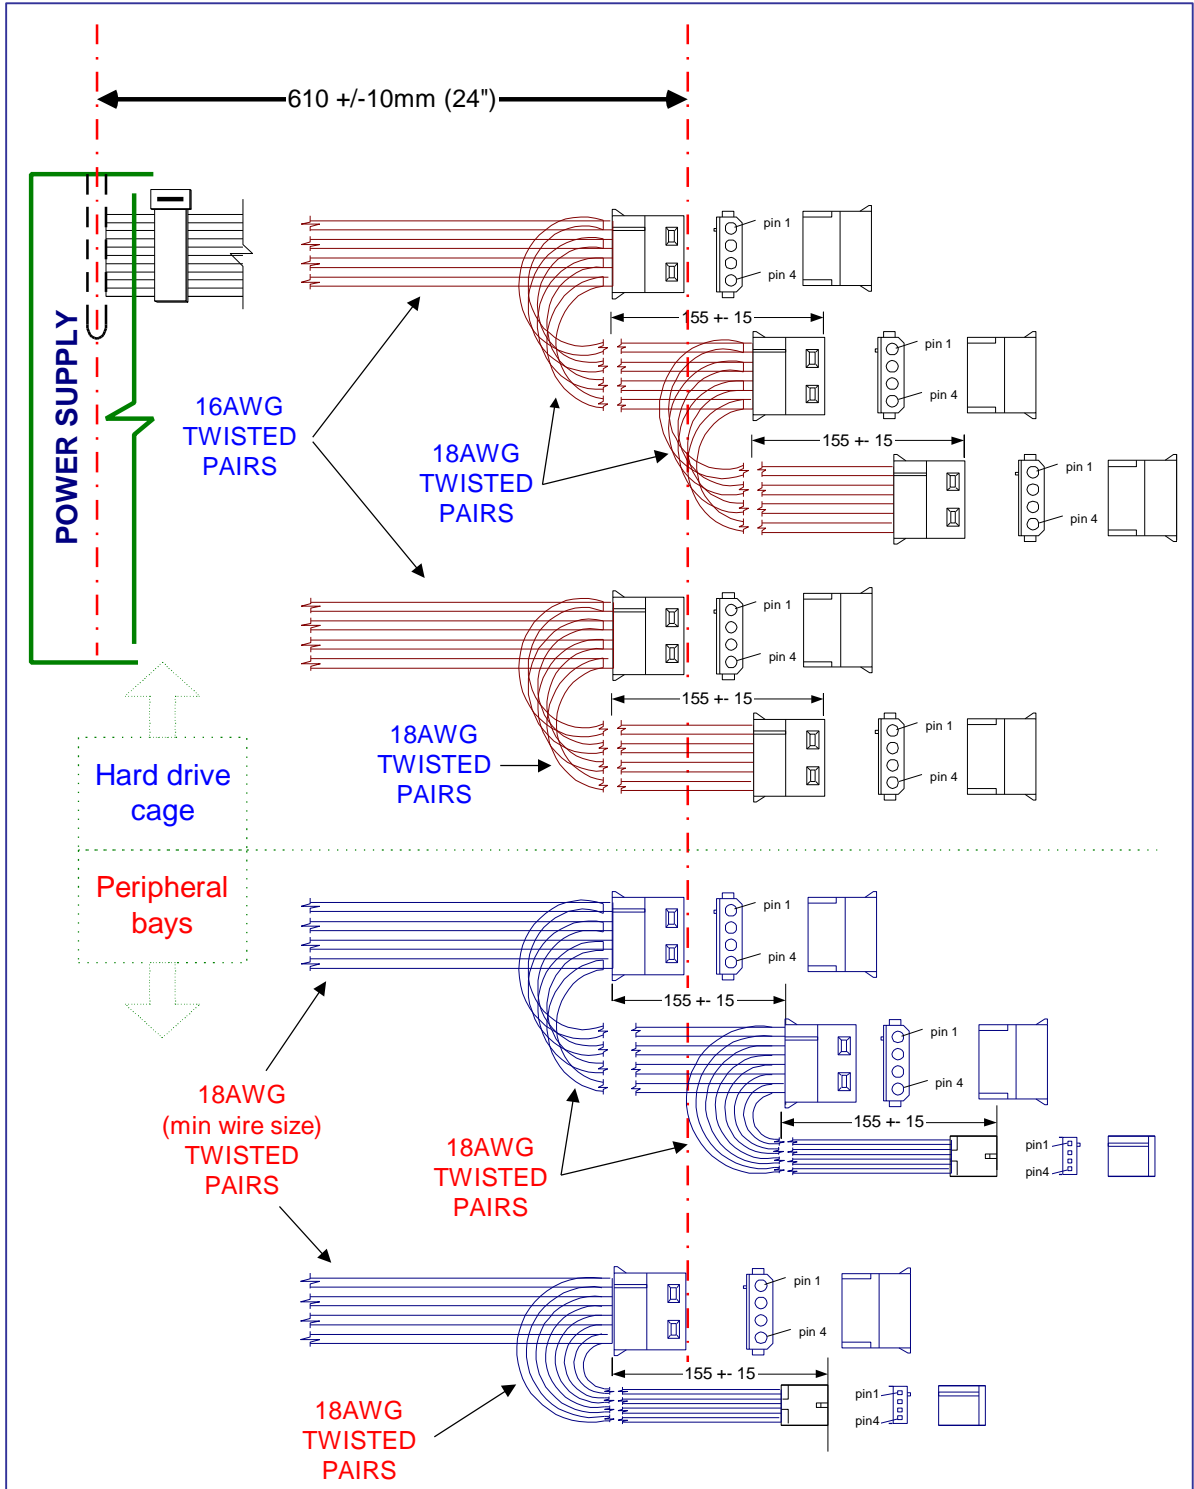 610 +/-10mm (24")
POWER SUPPLY
pin 1
pin 4
155 +- 15
pin 1
pin 4
16AWG
TWISTED
PAIRS
18AWG
TWISTED
PAIRS
155 +- 15
pin 1
pin 4
pin 1
pin 4
155 +- 15
18AWG
TWISTED
PAIRS
pin 1
pin 4
Hard drive
cage
Peripheral
bays
pin 1
pin 4
155 +- 15
pin 1
pin 4
18AWG
(min wire size)
TWISTED
PAIRS
18AWG
TWISTED
PAIRS
155 +- 15
pin1
pin4
pin 1
pin 4
155 +- 15
pin1
pin4
18AWG
TWISTED
PAIRS